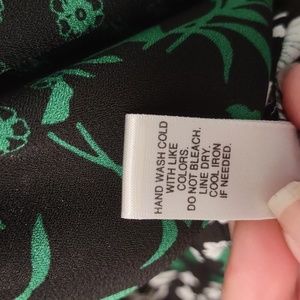 HAND WASH COLD
WITH LIKE
COLORS.
DO NOT BLEACH.
LINE DRY.
COOL IRON
IF NEEDED.